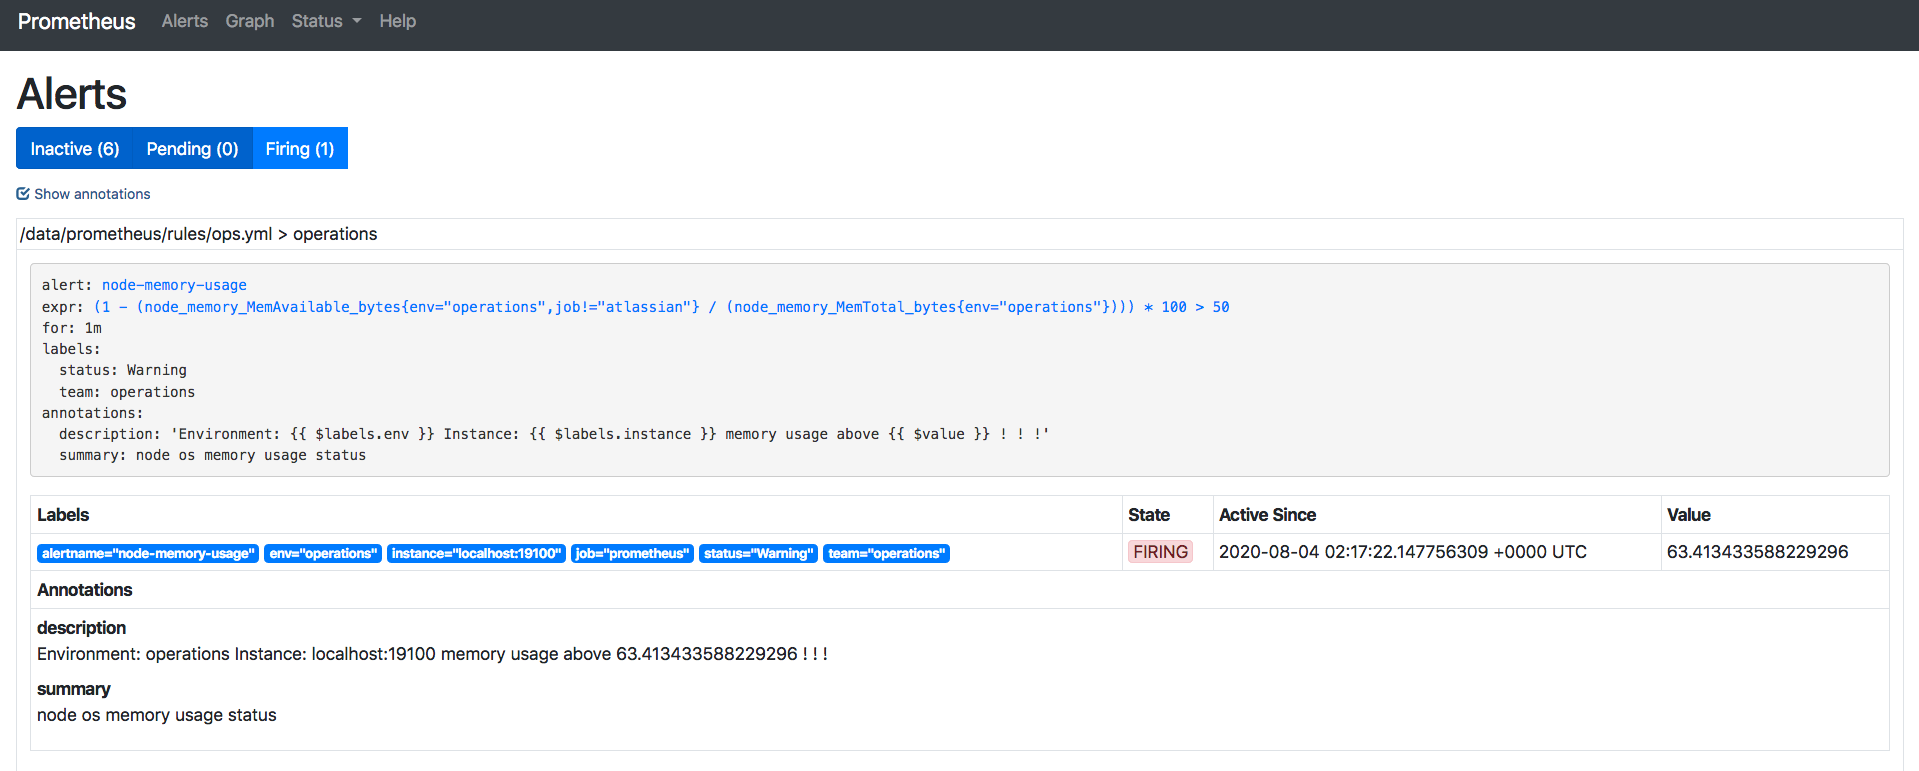 Prometheus Alerts Graph Status Help
Alerts
Inactive (6) Pending (0) Firing (1)
Show annotations
/data/prometheus/rules/ops.yml > operations
alert: node-memory-usage
expr: (1 - (node_memory_MemAvailable_bytes{env="operations",job!="atlassian"} / (node_memory_MemTotal_bytes{env="operations"}))) * 100 > 50
for: 1m
labels:
  status: Warning
  team: operations
annotations:
  description: 'Environment: {{ $labels.env }} Instance: {{ $labels.instance }} memory usage above {{ $value }} ! ! !'
  summary: node os memory usage status
Labels State Active Since Value
alertname="node-memory-usage" env="operations" instance="localhost:19100" job="prometheus" status="Warning" team="operations" FIRING 2020-08-04 02:17:22.147756309 +0000 UTC 63.413433588229296
Annotations
description
Environment: operations Instance: localhost:19100 memory usage above 63.413433588229296 ! ! !
summary
node os memory usage status